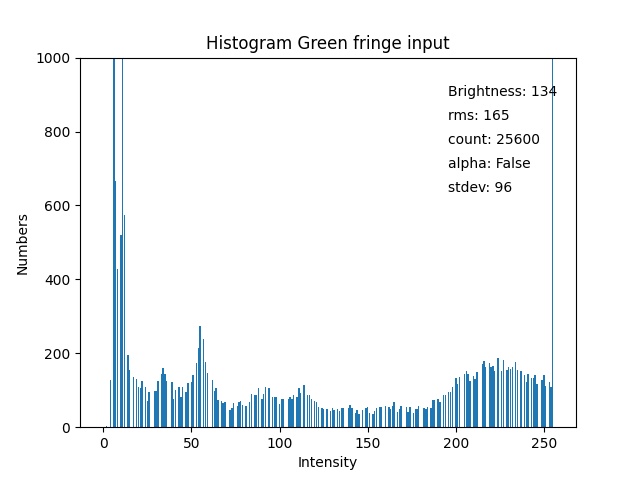 Histogram Green fringe input
1000
800
600
400
200
0
Numbers
Brightness: 134
rms: 165
count: 25600
alpha: False
stdev: 96
0 50 100 150 200 250
Intensity